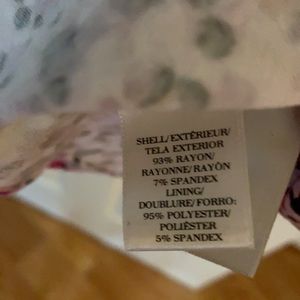 SHELL/EXTÉRIEUR/
TELA EXTERIOR
93% RAYON/
RAYONNE/RAYÓN
7% SPANDEX
LINING/
DOUBLURE/FORRO:
95% POLYESTER/
POLIÉSTER
5% SPANDEX